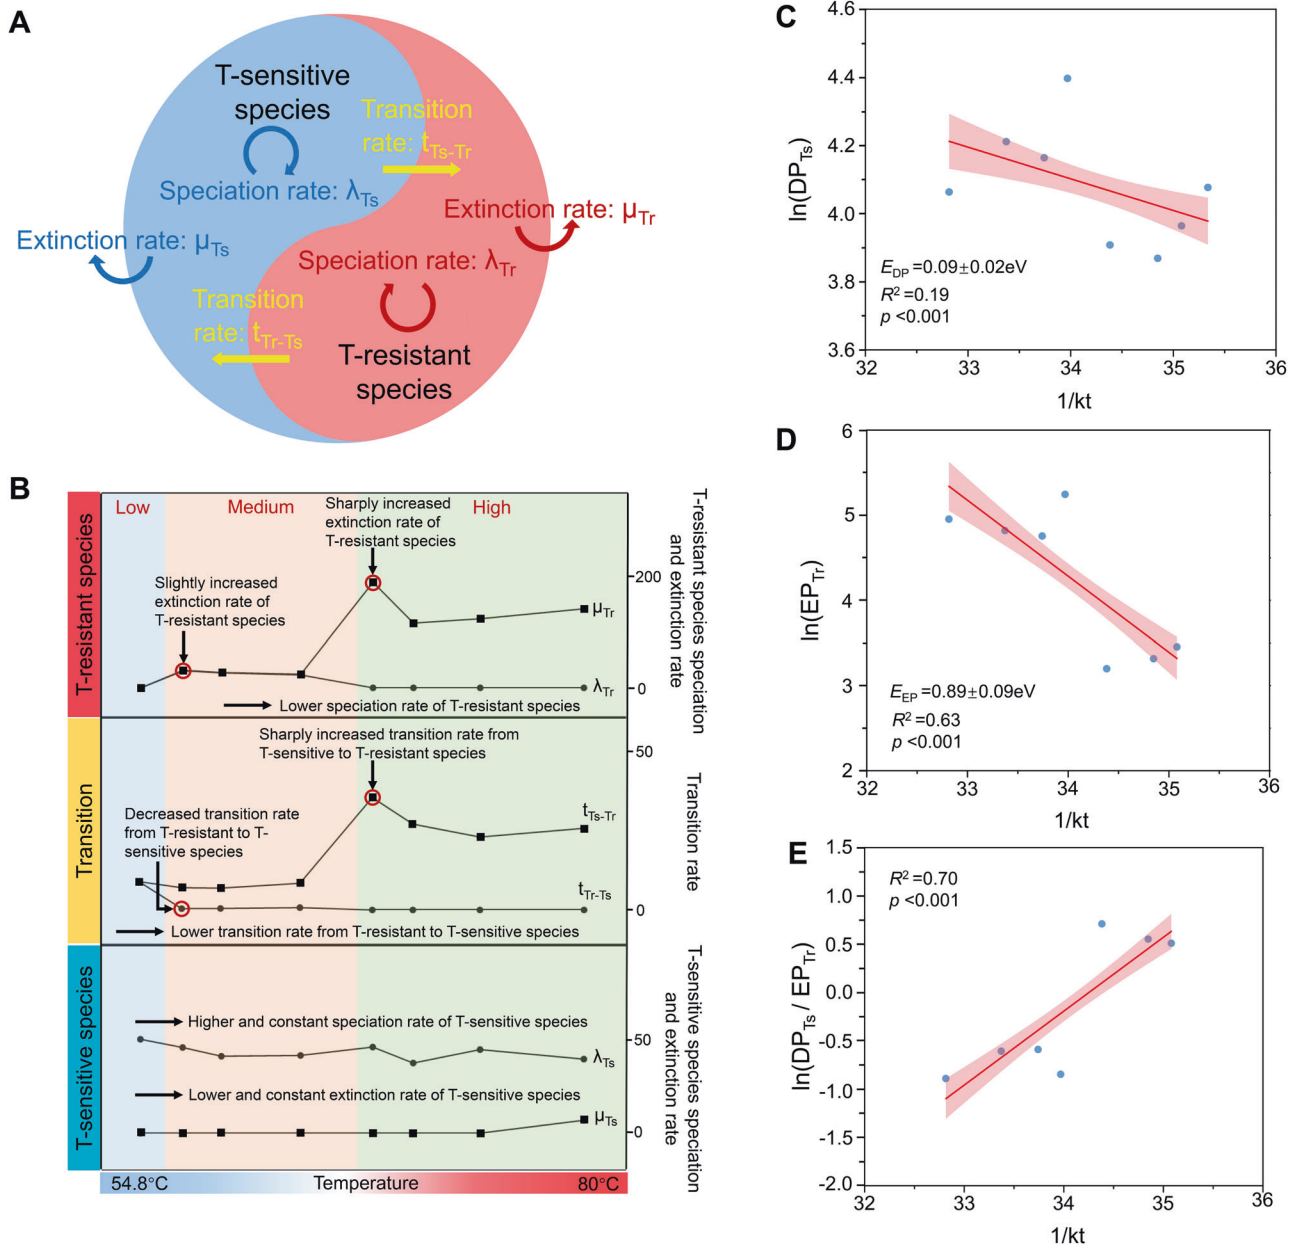 A
T-sensitive
species
Transition
rate: tTs-Tr
Speciation rate: λTs
Extinction rate: μTr
Extinction rate: μTs
Speciation rate: λTr
Transition
rate: tTr-Ts
T-resistant
species
B
T-resistant species
Low
Medium
High
Sharply increased
extinction rate of
T-resistant species
Slightly increased
extinction rate of
T-resistant species
μTr
λTr
Lower speciation rate of T-resistant species
200
0
T-resistant species speciation
and extinction rate
Transition
Sharply increased transition rate from
T-sensitive to T-resistant species
Decreased transition rate
from T-resistant to T-
sensitive species
tTs-Tr
tTr-Ts
Lower transition rate from T-resistant to T-sensitive species
50
0
Transition rate
T-sensitive species
Higher and constant speciation rate of T-sensitive species
λTs
Lower and constant extinction rate of T-sensitive species
μTs
50
0
T-sensitive species speciation
and extinction rate
54.8°C
Temperature
80°C
C
4.6
4.4
4.2
4.0
3.8
3.6
ln(DPTs)
EDP=0.09±0.02eV
R²=0.19
p <0.001
32
33
34
35
36
1/kt
D
6
5
4
3
2
ln(EPTr)
EEP=0.89±0.09eV
R²=0.63
p <0.001
32
33
34
35
36
1/kt
E
1.5
1.0
0.5
0.0
-0.5
-1.0
-1.5
-2.0
ln(DPTs / EPTr)
R²=0.70
p <0.001
32
33
34
35
36
1/kt